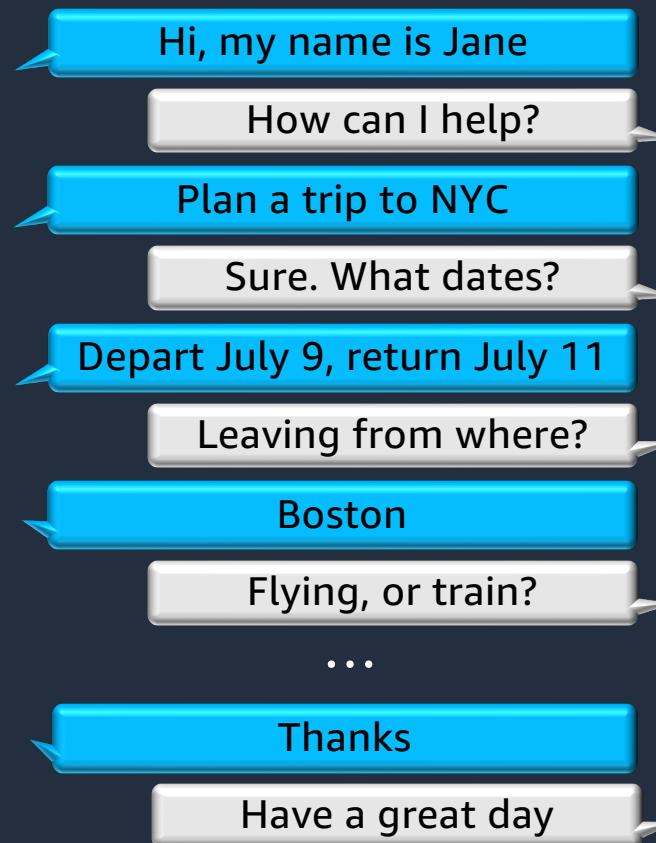 Hi, my name is Jane
How can I help?
Plan a trip to NYC
Sure. What dates?
Depart July 9, return July 11
Leaving from where?
Boston
Flying, or train?
...
Thanks
Have a great day